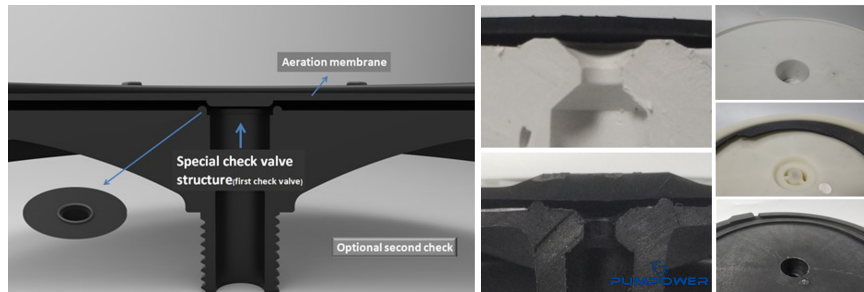 Aeration membrane
Special check valve
structure(first check valve)
Optional second check
PUMPOWER